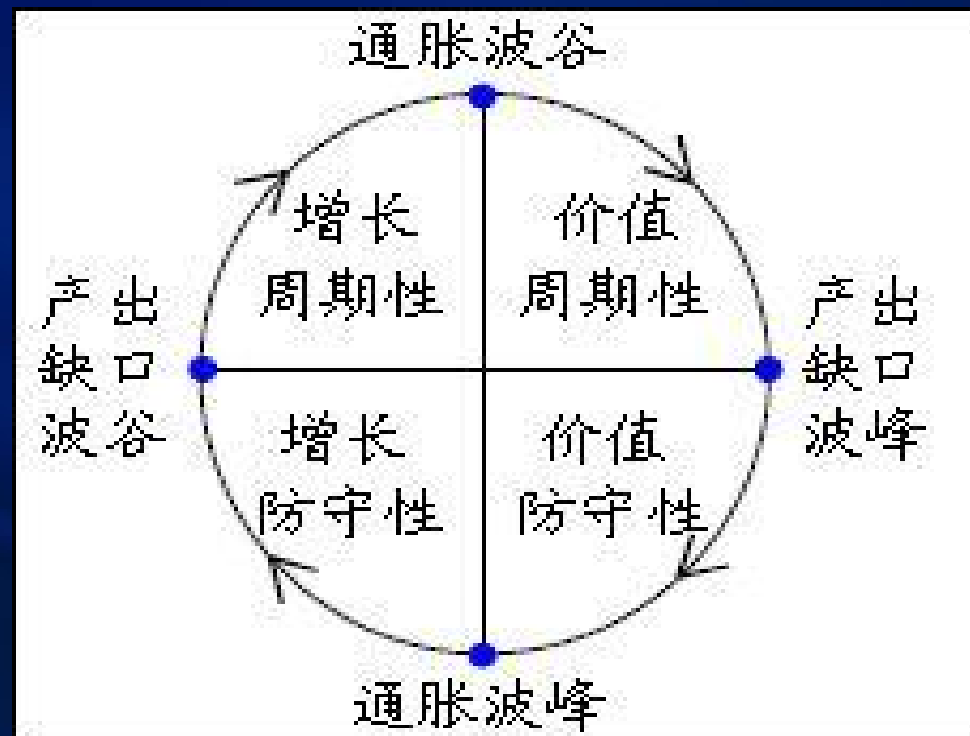 通胀波谷
增长
周期性
价值
周期性
产出
缺口
波谷
产出
缺口
波峰
增长
防守性
价值
防守性
通胀波峰